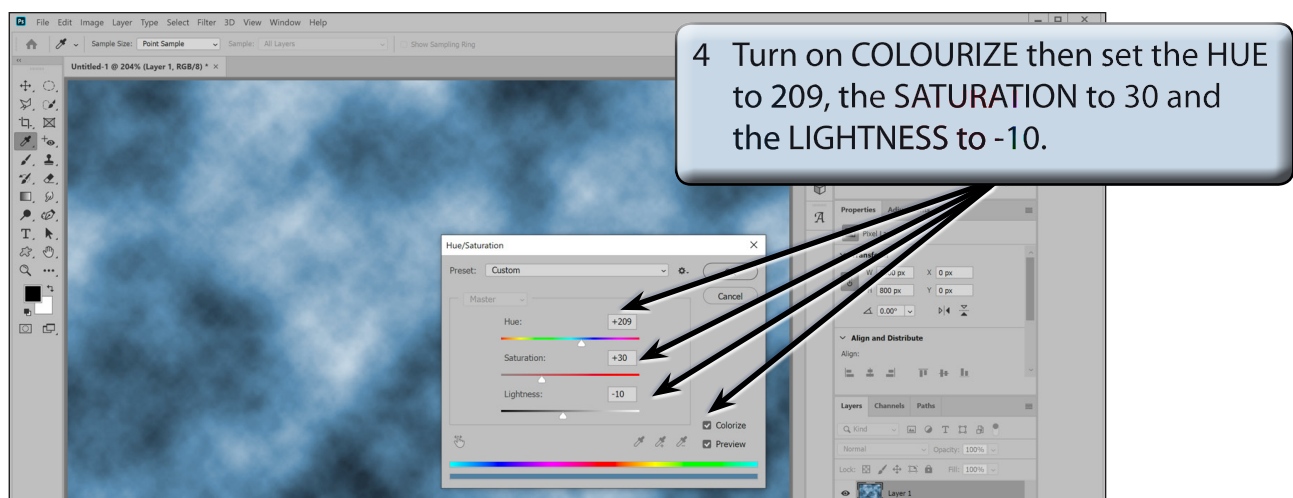 Ps File Edit Image Layer Type Select Filter 3D View Window Help
Sample Size: Point Sample Sample: All Layers Show Sampling Ring
Untitled-1 @ 204% (Layer 1, RGB/8) * ×
4 Turn on COLOURIZE then set the HUE
to 209, the SATURATION to 30 and
the LIGHTNESS to -10.
Hue/Saturation
Preset: Custom
Cancel
Master
Hue: +209
Saturation: +30
Lightness: -10
Colorize
Preview
Properties
Pixel
W px X 0 px
800 px Y 0 px
0.00°
Align and Distribute
Align:
Layers Channels Paths
Kind
Normal Opacity: 100%
Lock: Fill: 100%
Layer 1